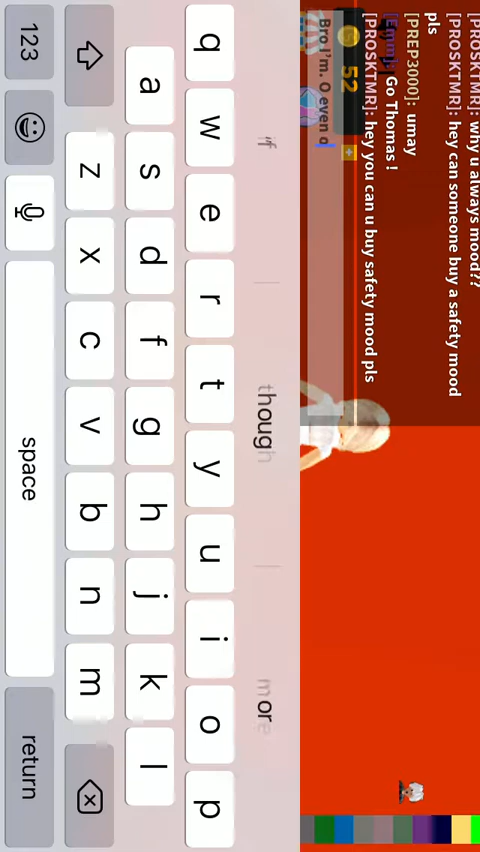 [PROSKTMR]: why u always mood??
[PROSKTMR]: hey can someone buy a safety mood
pls
[PREP3000]: umay
Go Thomas !
[PROSKTMR]: hey you can u buy safety mood pls
52
Bro I'm. O even o
if though more
q w e r t y u i o p
a s d f g h j k l
z x c v b n m
123 space return